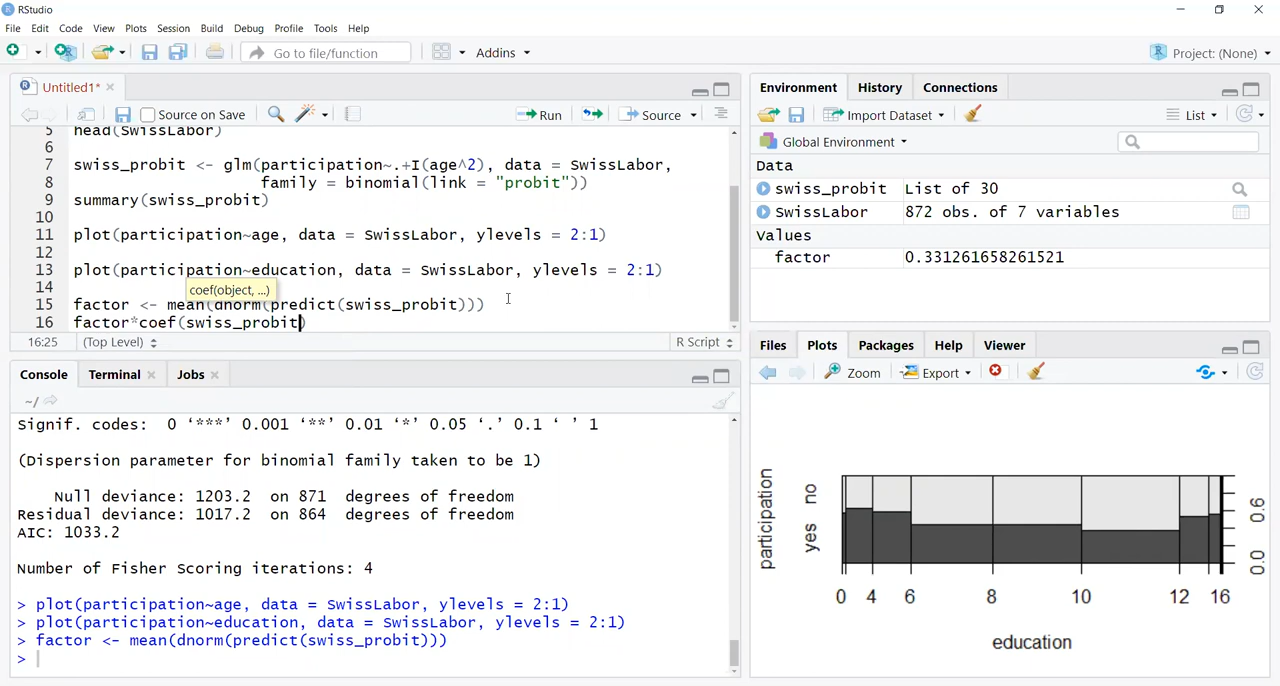 RStudio
File Edit Code View Plots Session Build Debug Profile Tools Help
Go to file/function Addins Project: (None)
Untitled1*
Source on Save Run Source
5 head(SwissLabor)
6
7 swiss_probit <- glm(participation~.+I(age^2), data = SwissLabor,
8 family = binomial(link = "probit"))
9 summary(swiss_probit)
10
11 plot(participation~age, data = SwissLabor, ylevels = 2:1)
12
13 plot(participation~education, data = SwissLabor, ylevels = 2:1)
coef(object, ...)
14
15 factor <- mean(dnorm(predict(swiss_probit)))
16 factor*coef(swiss_probit)
16:25 (Top Level) R Script
Console Terminal Jobs
~/
Signif. codes: 0 ‘***’ 0.001 ‘**’ 0.01 ‘*’ 0.05 ‘.’ 0.1 ‘ ’ 1
(Dispersion parameter for binomial family taken to be 1)
Null deviance: 1203.2 on 871 degrees of freedom
Residual deviance: 1017.2 on 864 degrees of freedom
AIC: 1033.2
Number of Fisher Scoring iterations: 4
> plot(participation~age, data = SwissLabor, ylevels = 2:1)
> plot(participation~education, data = SwissLabor, ylevels = 2:1)
> factor <- mean(dnorm(predict(swiss_probit)))
>
Environment History Connections
Import Dataset List
Global Environment
Data
swiss_probit List of 30
SwissLabor 872 obs. of 7 variables
Values
factor 0.331261658261521
Files Plots Packages Help Viewer
Zoom Export
participation
yes no
0.0 0.6
0 4 6 8 10 12 16
education